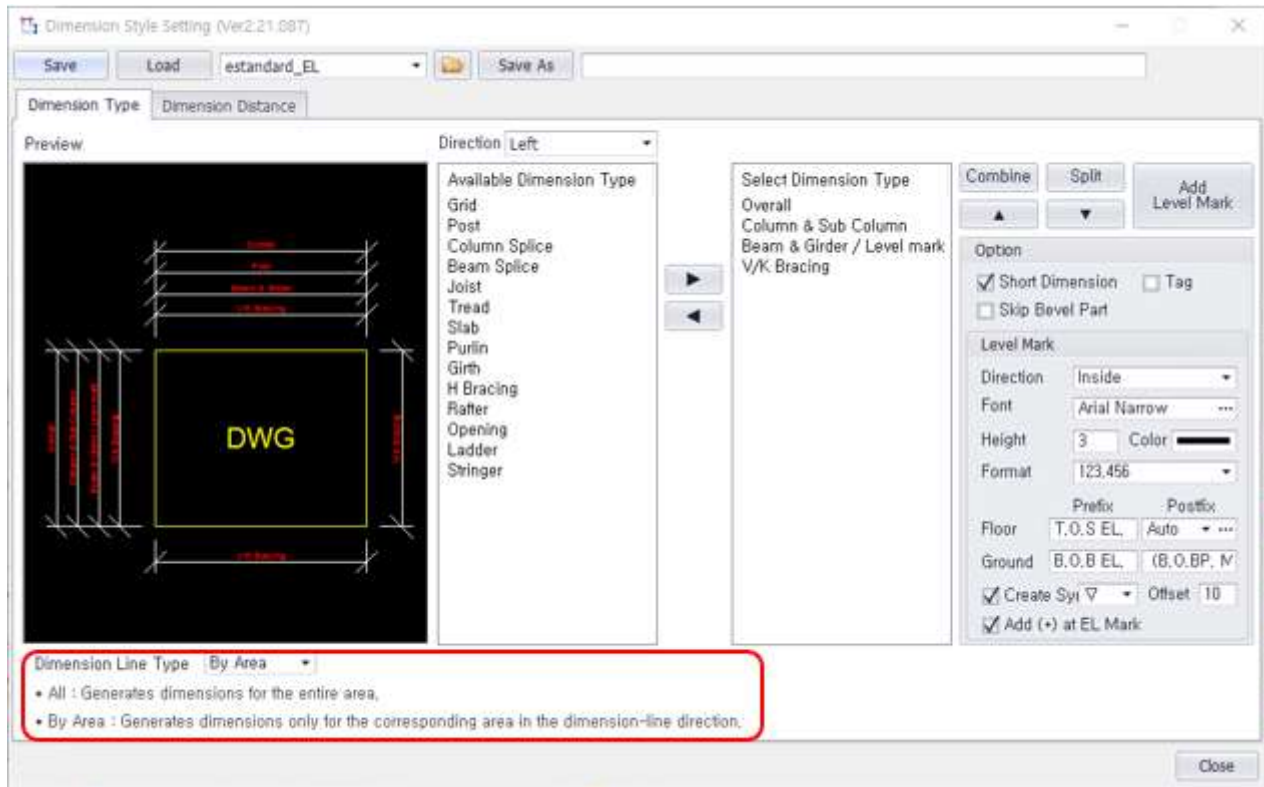 Dimension Style Setting (Ver2.21.087)
Save Load estandard_EL Save As
Dimension Type Dimension Distance
Preview
Direction Left
Available Dimension Type
Grid
Post
Column Splice
Beam Splice
Joist
Tread
Slab
Purlin
Girth
H Bracing
Rafter
Opening
Ladder
Stringer
Select Dimension Type
Overall
Column & Sub Column
Beam & Girder / Level mark
V/K Bracing
Combine Split Add
Level Mark
▲ ▼
Option
Short Dimension Tag
Skip Bevel Part
Level Mark
Direction Inside
Font Arial Narrow ...
Height 3 Color
Format 123,456
Prefix Postfix
Floor T.O.S EL, Auto ...
Ground B.O.B EL, (B.O.BP, M
Create Syı ▽ Offset 10
Add (+) at EL Mark
DWG
Dimension Line Type By Area
• All : Generates dimensions for the entire area.
• By Area : Generates dimensions only for the corresponding area in the dimension-line direction.
Close